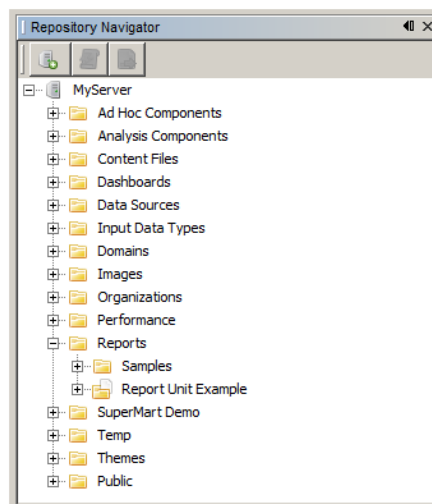 Repository Navigator
MyServer
Ad Hoc Components
Analysis Components
Content Files
Dashboards
Data Sources
Input Data Types
Domains
Images
Organizations
Performance
Reports
Samples
Report Unit Example
SuperMart Demo
Temp
Themes
Public